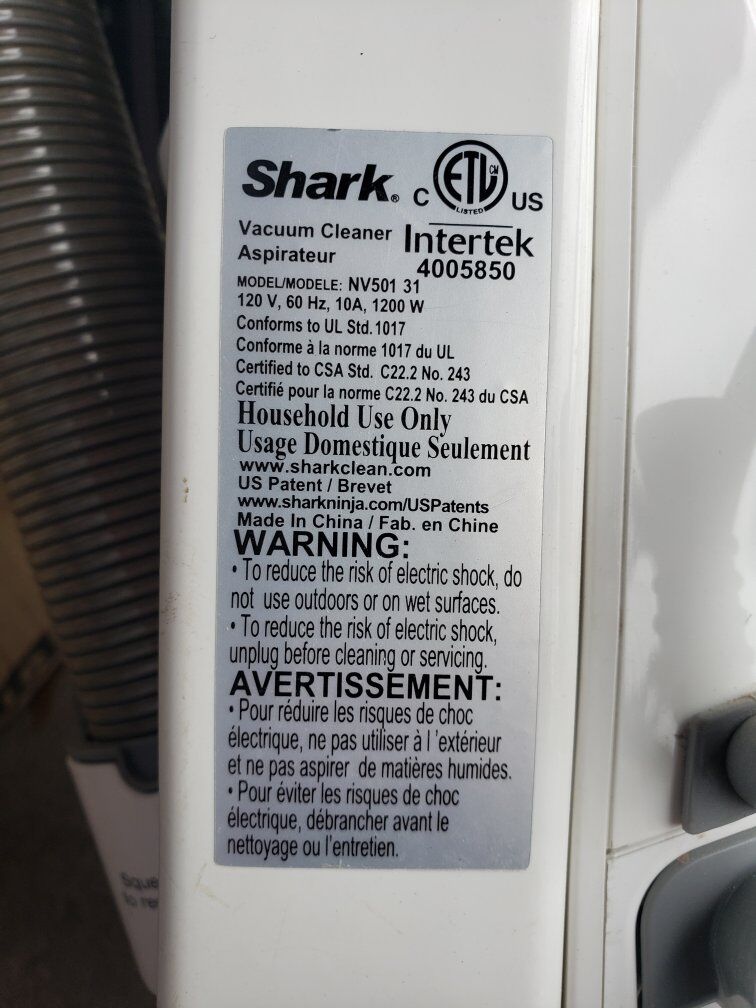 Shark®
C ETL CM LISTED US
Intertek
4005850
Vacuum Cleaner
Aspirateur
MODEL/MODELE: NV501 31
120 V, 60 Hz, 10A, 1200 W
Conforms to UL Std.1017
Conforme à la norme 1017 du UL
Certified to CSA Std. C22.2 No. 243
Certifié pour la norme C22.2 No. 243 du CSA
Household Use Only
Usage Domestique Seulement
www.sharkclean.com
US Patent / Brevet
www.sharkninja.com/USPatents
Made In China / Fab. en Chine
WARNING:
• To reduce the risk of electric shock, do
not use outdoors or on wet surfaces.
• To reduce the risk of electric shock,
unplug before cleaning or servicing.
AVERTISSEMENT:
• Pour réduire les risques de choc
électrique, ne pas utiliser à l 'extérieur
et ne pas aspirer de matières humides.
• Pour éviter les risques de choc
électrique, débrancher avant le
nettoyage ou l'entretien.
to